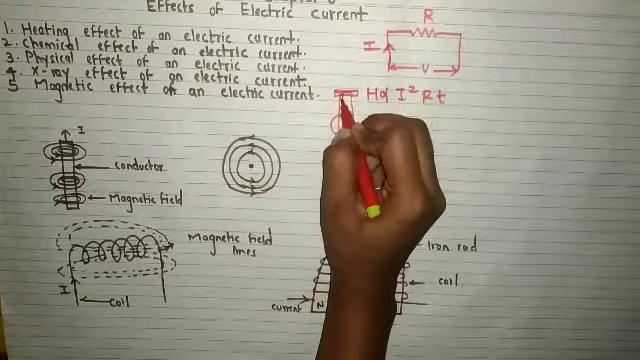 Effects of Electric current
1. Heating effect of an electric current.
2. Chemical effect of an electric current.
3. Physical effect of an electric current.
4. X-ray effect of an electric current.
5 Magnetic effect of an electric current.
R
I
V
H α I² R t
I
conductor
Magnetic field
Magnetic field
lines
I
coil
Iron rod
coil
current
N